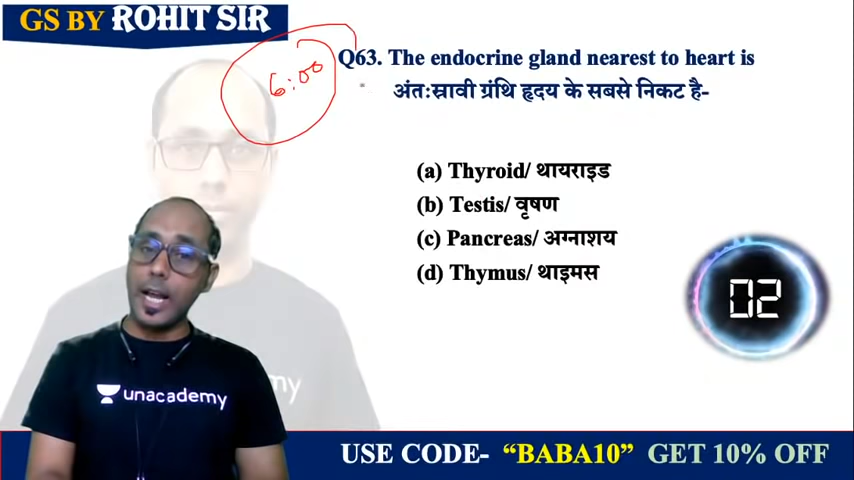 GS BY ROHIT SIR
6:00
Q63. The endocrine gland nearest to heart is
अंतःस्रावी ग्रंथि हृदय के सबसे निकट है-
(a) Thyroid/ थायराइड
(b) Testis/ वृषण
(c) Pancreas/ अग्नाशय
(d) Thymus/ थाइमस
02
unacademy
my
USE CODE- “BABA10” GET 10% OFF